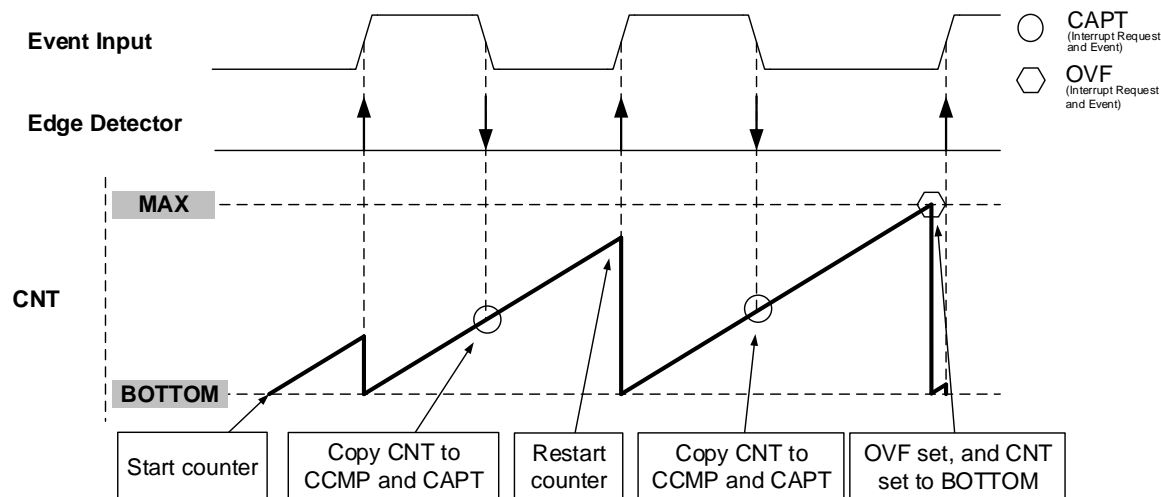 CAPT
(Interrupt Request
and Event)
Event Input
OVF
(Interrupt Request
and Event)
Edge Detector
MAX
CNT
BOTTOM
Start counter
Copy CNT to
CCMP and CAPT
Restart
counter
Copy CNT to
CCMP and CAPT
OVF set, and CNT
set to BOTTOM